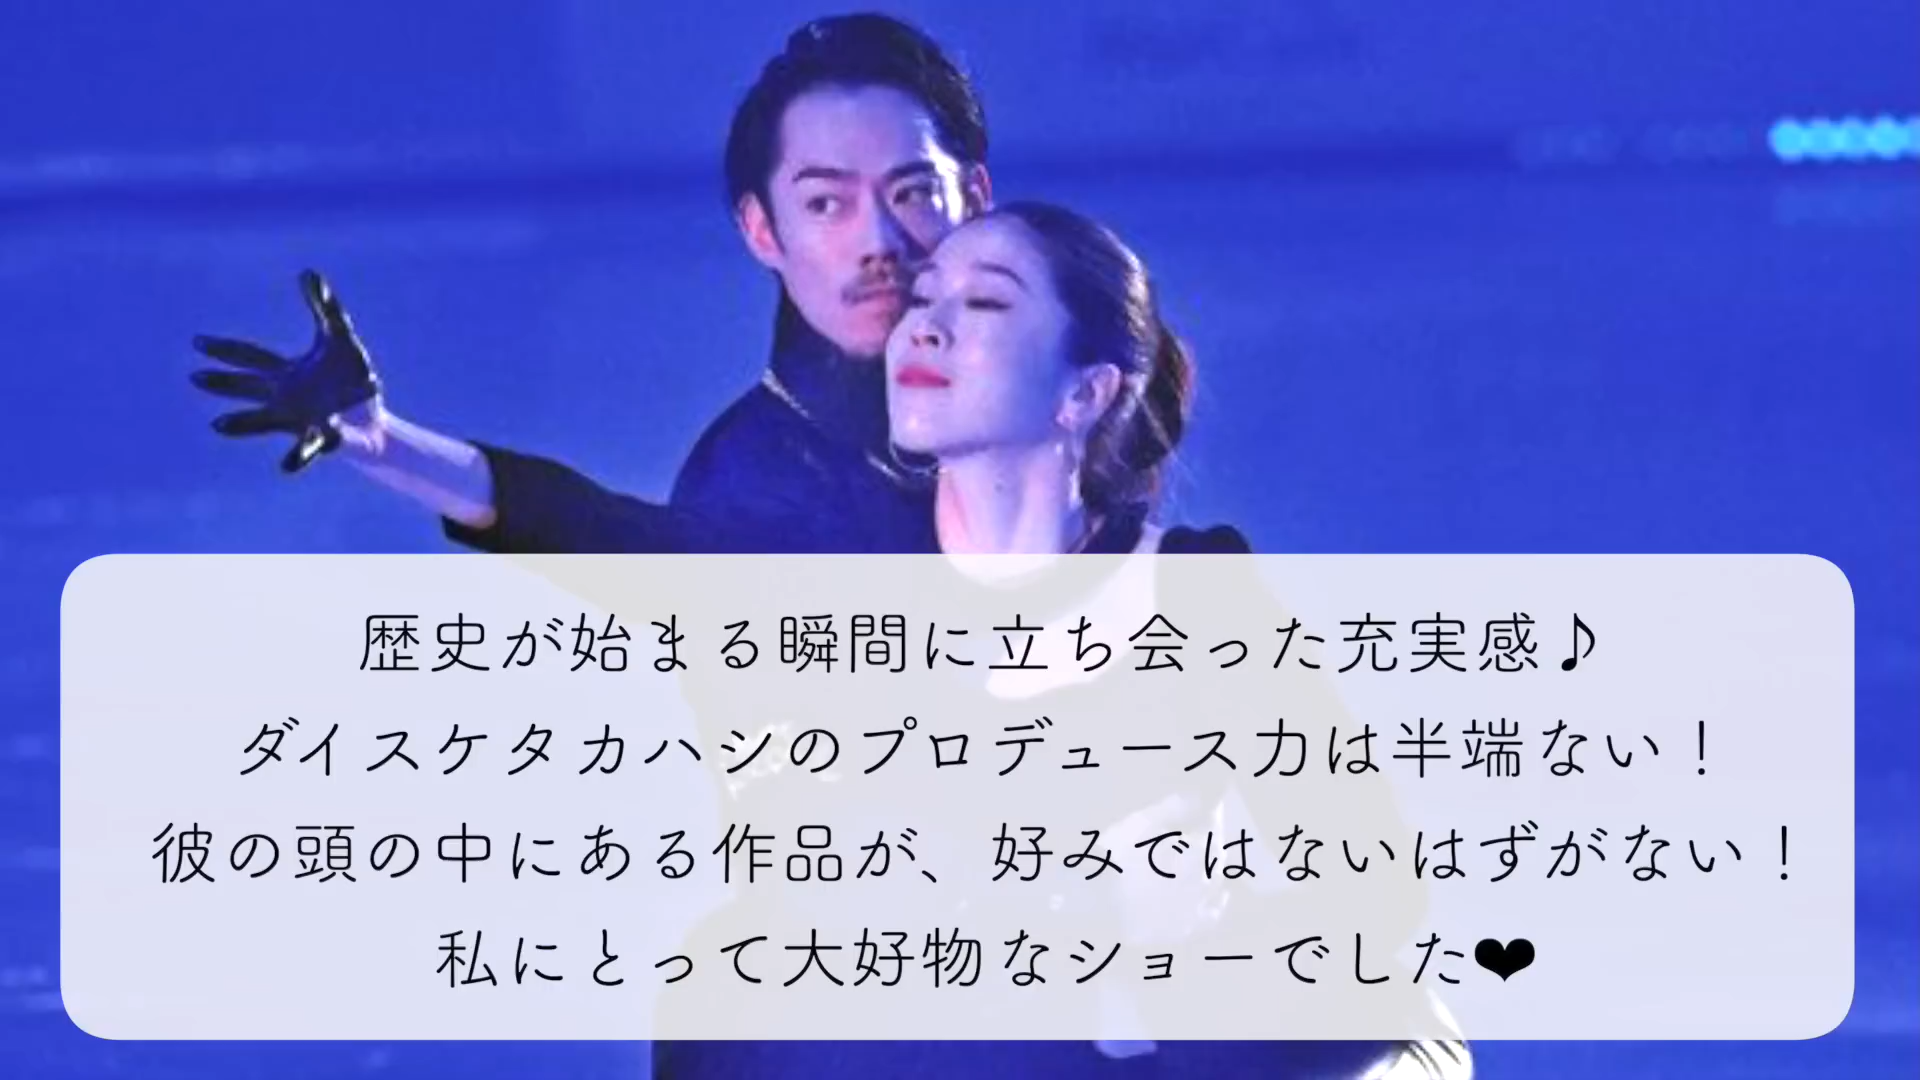 歴史が始まる瞬間に立ち会った充実感♪
ダイスケタカハシのプロデュース力は半端ない！
彼の頭の中にある作品が、好みではないはずがない！
私にとって大好物なショーでした❤